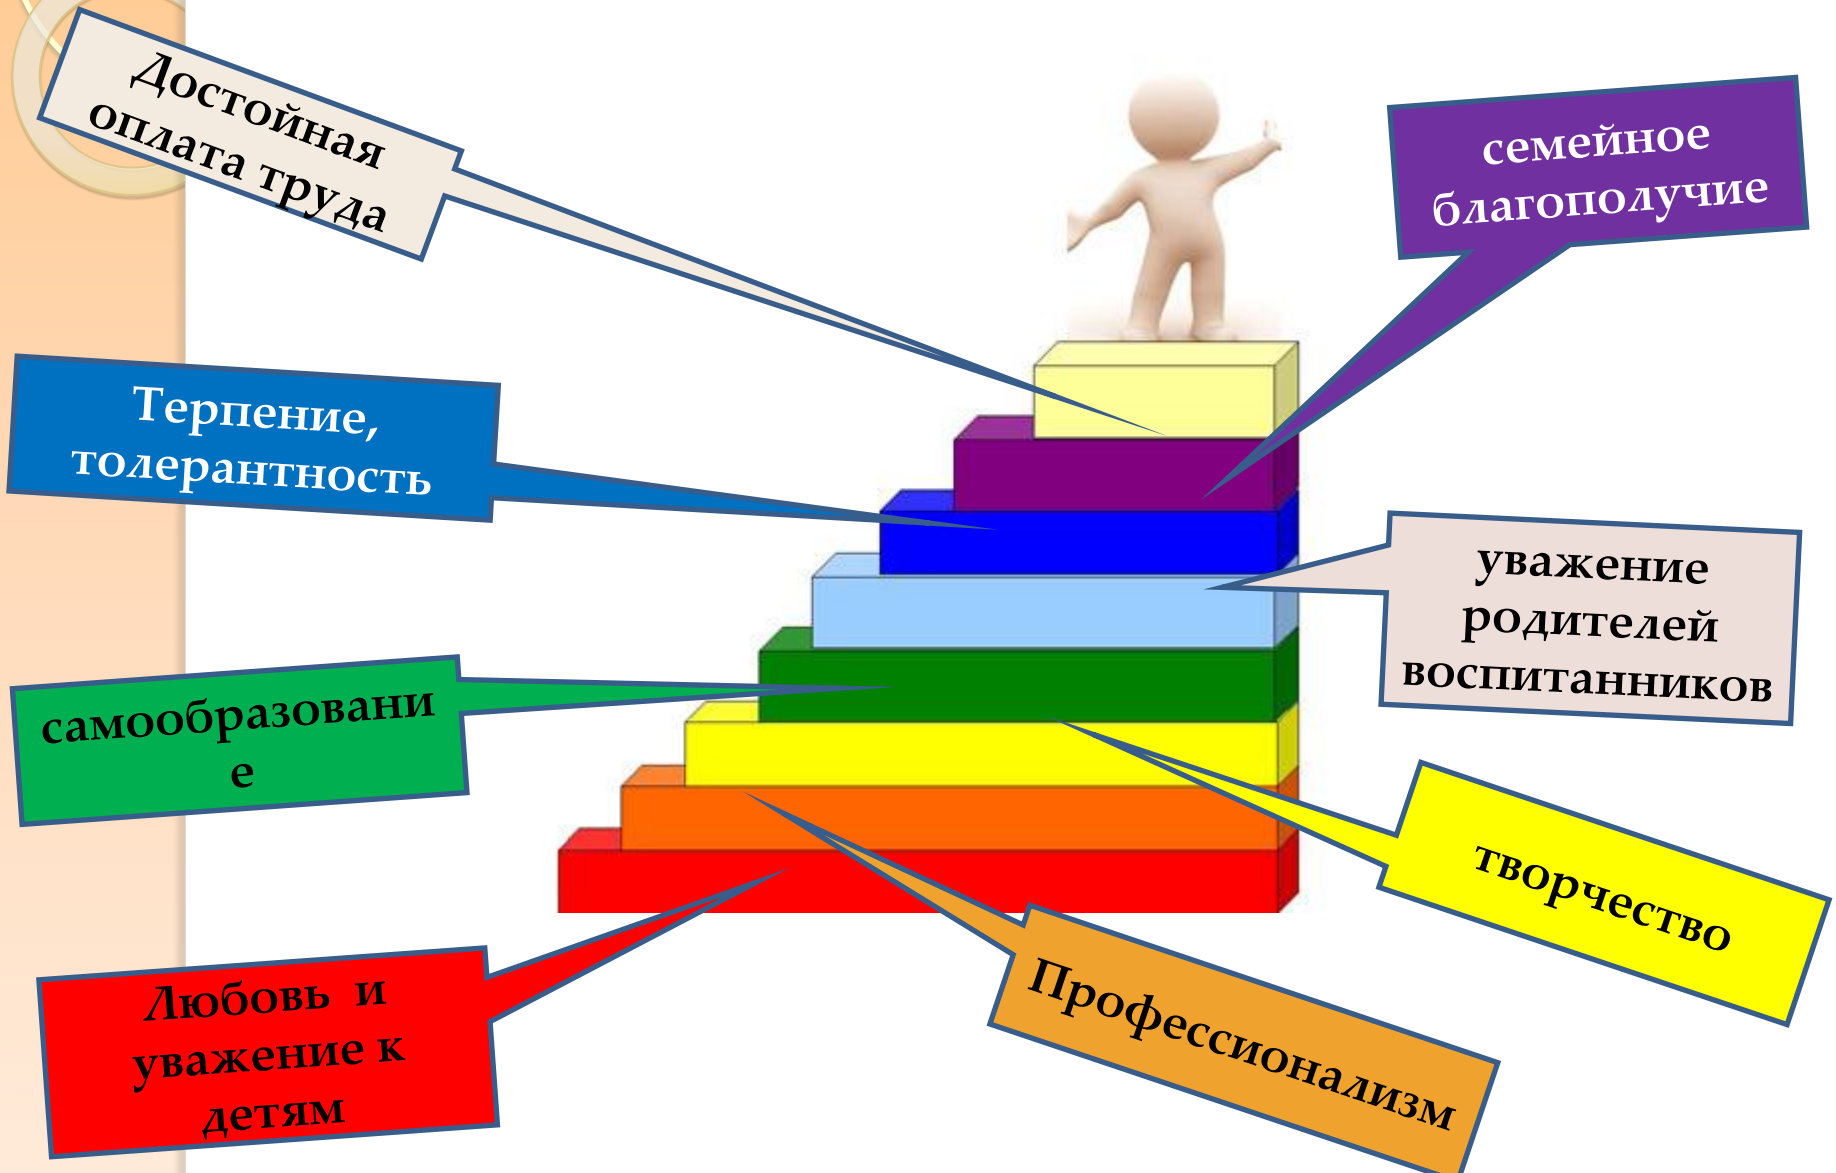 Достойная
оплата труда
семейное
благополучие
Терпение,
толерантность
уважение
родителей
воспитанников
самообразовани
е
творчество
Профессионализм
Любовь и
уважение к
детям